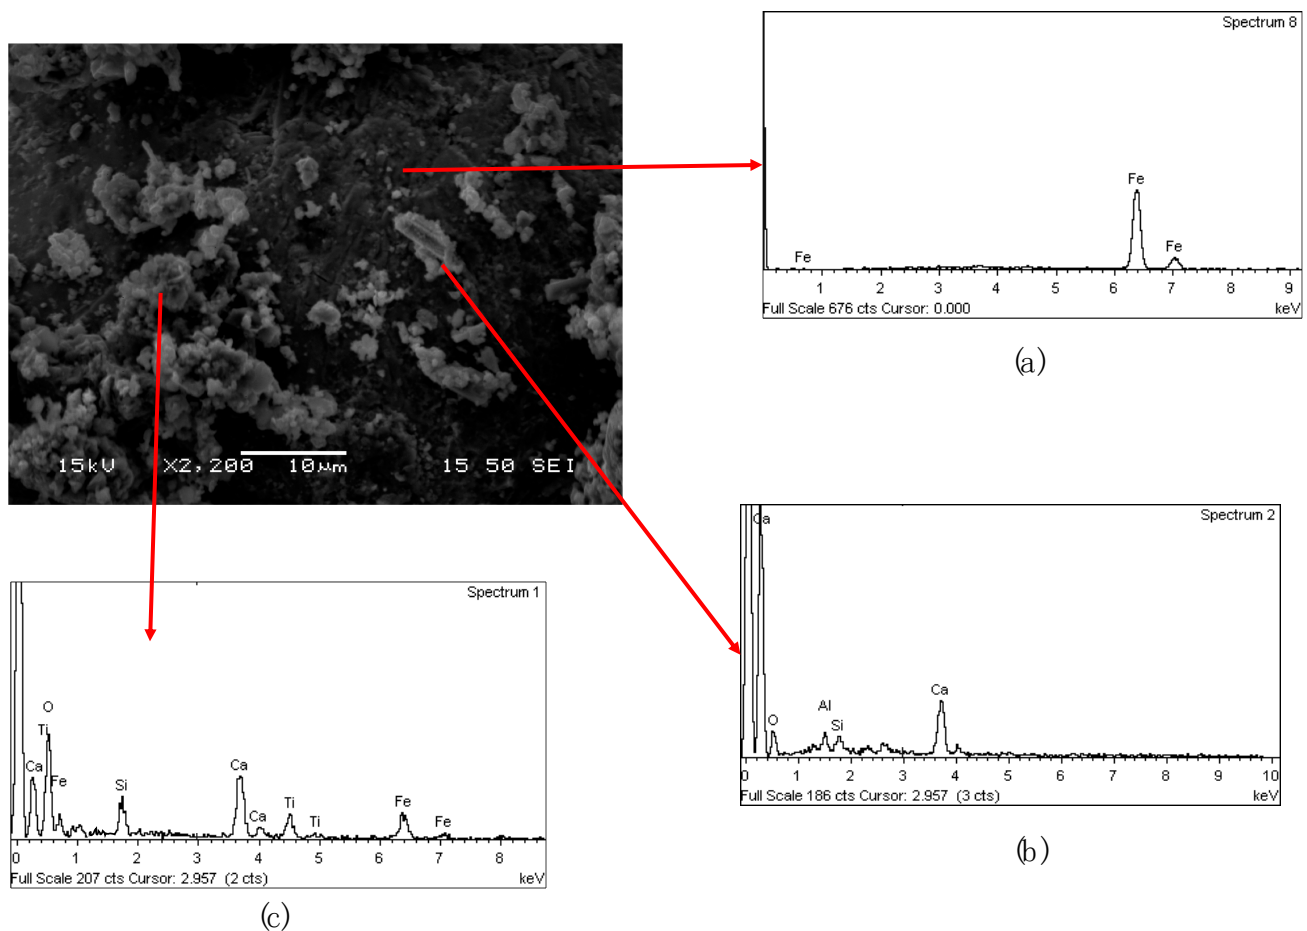 Spectrum 8
Fe
Fe
Fe
1 2 3 4 5 6 7 8 9
Full Scale 676 cts Cursor: 0.000 keV
(a)
15kV X2,200 10µm 15 50 SEI
Spectrum 2
Ca
Ca
Al
O
Si
0 1 2 3 4 5 6 7 8 9 10
Full Scale 186 cts Cursor: 2.957 (3 cts) keV
(b)
Spectrum 1
O
Ti
Ca
Ca
Fe
Si
Ti
Fe
Ca
Ti
Fe
0 1 2 3 4 5 6 7 8
Full Scale 207 cts Cursor: 2.957 (2 cts) keV
(c)